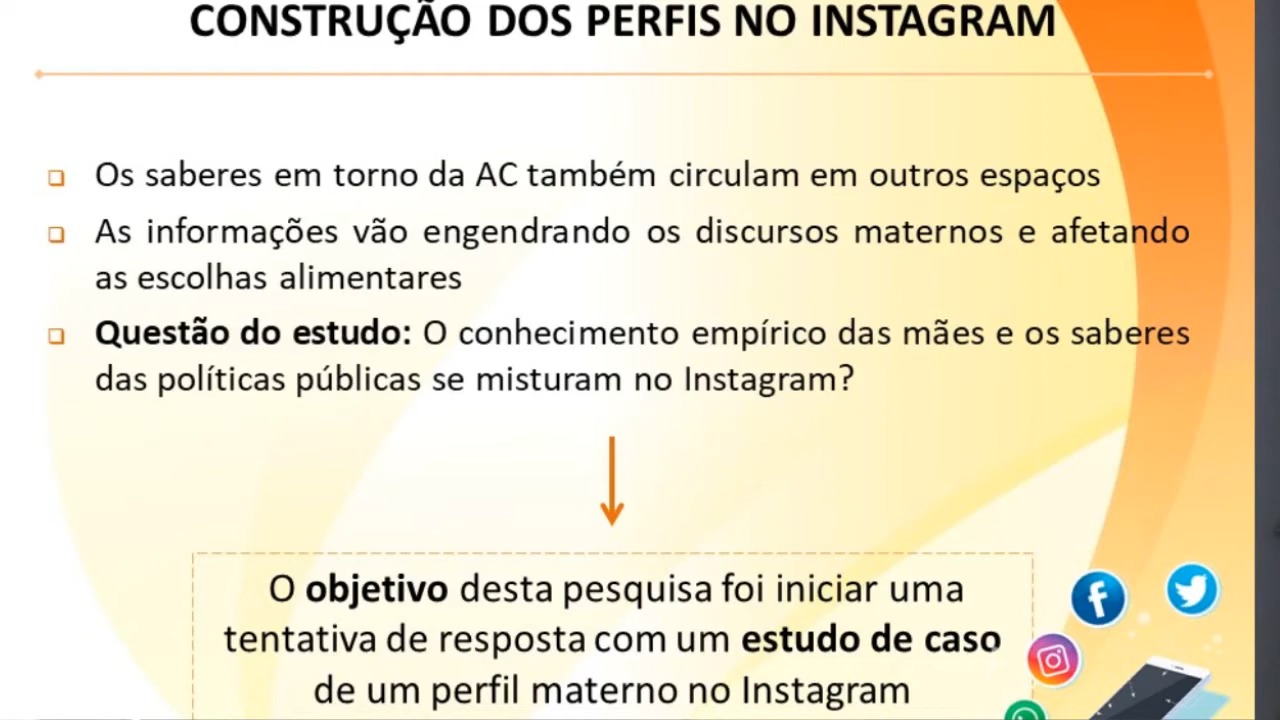 CONSTRUÇÃO DOS PERFIS NO INSTAGRAM
Os saberes em torno da AC também circulam em outros espaços
As informações vão engendrando os discursos maternos e afetando
as escolhas alimentares
Questão do estudo: O conhecimento empírico das mães e os saberes
das políticas públicas se misturam no Instagram?
O objetivo desta pesquisa foi iniciar uma
tentativa de resposta com um estudo de caso
de um perfil materno no Instagram